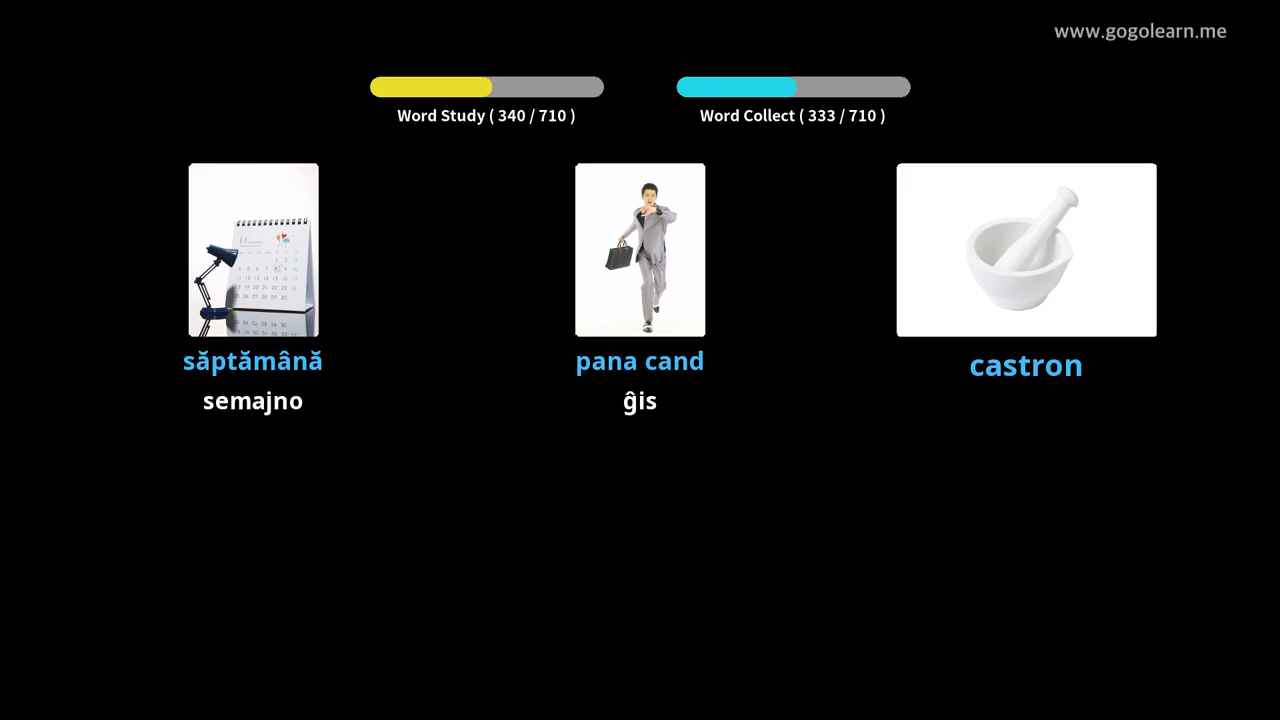 www.gogolearn.me
Word Study ( 340 / 710 )
Word Collect ( 333 / 710 )
săptămână
semajno
pana cand
ĝis
castron